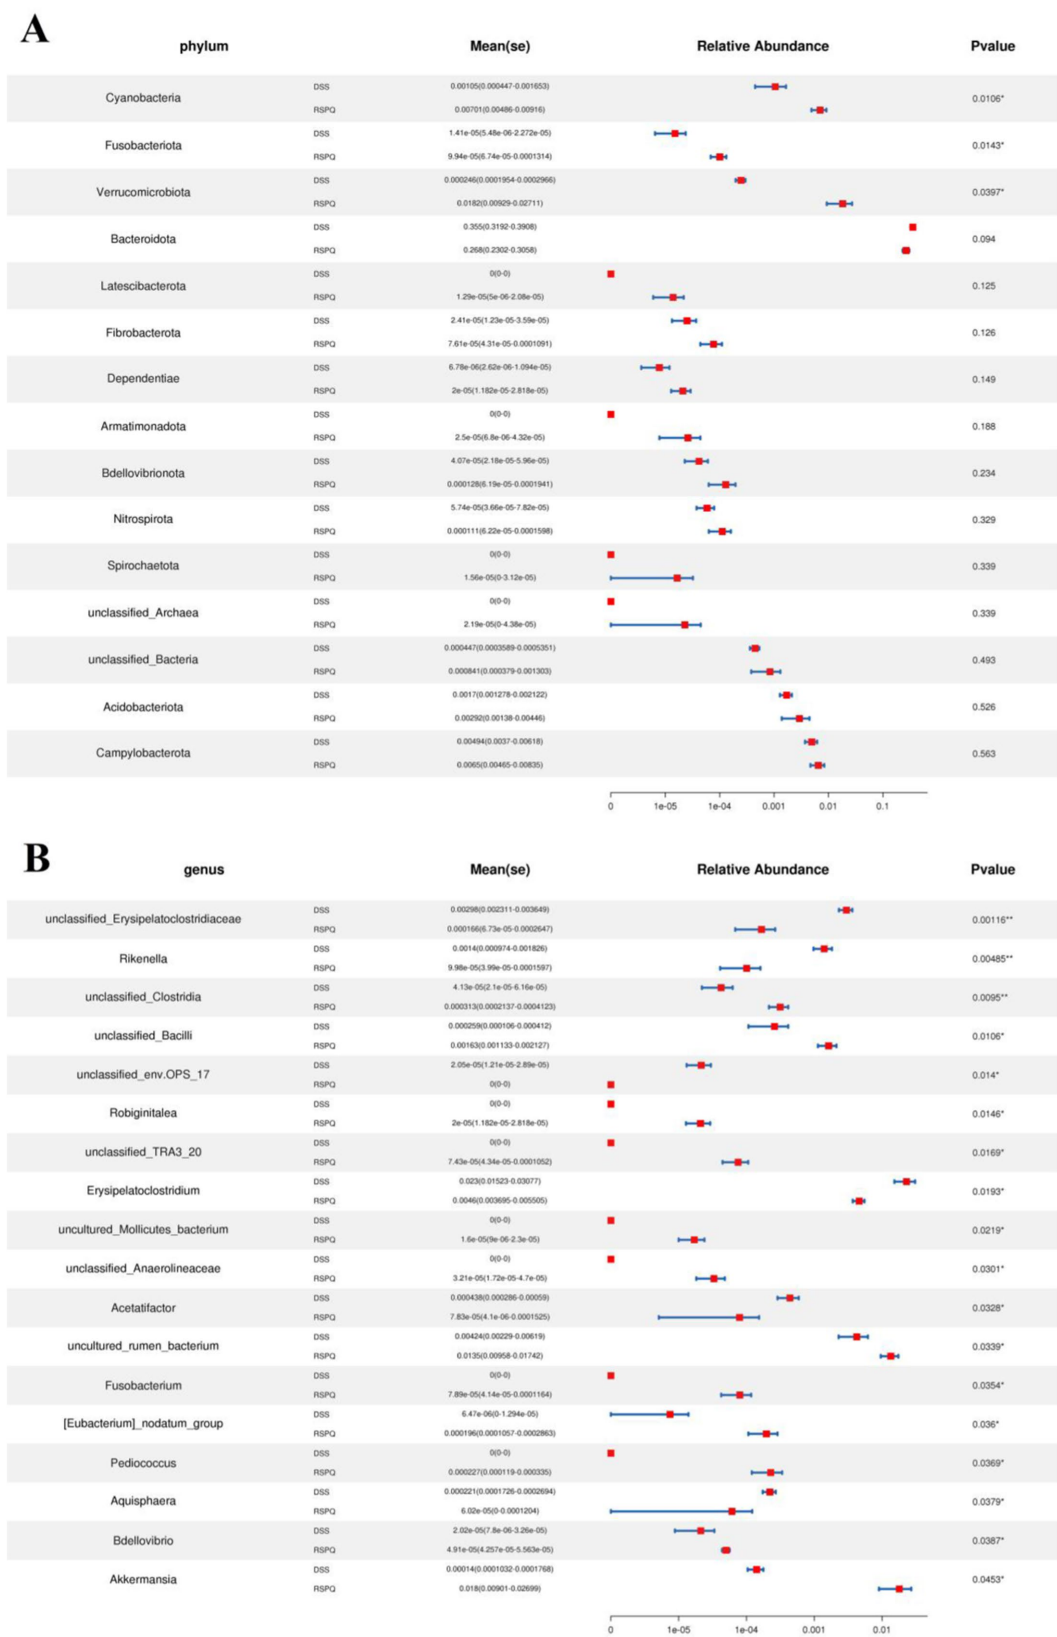 A
phylum Mean(se) Relative Abundance Pvalue
DSS 0.00105(0.000447-0.001653)
Cyanobacteria 0.0106*
RSPQ 0.00701(0.00486-0.00916)
DSS 1.41e-05(5.48e-06-2.272e-05)
Fusobacteriota 0.0143*
RSPQ 9.94e-05(6.74e-05-0.0001314)
DSS 0.000246(0.0001954-0.0002966)
Verrucomicrobiota 0.0397*
RSPQ 0.0182(0.00929-0.02711)
DSS 0.355(0.3192-0.3908)
Bacteroidota 0.094
RSPQ 0.268(0.2302-0.3058)
DSS 0(0-0)
Latescibacterota 0.125
RSPQ 1.29e-05(5e-06-2.08e-05)
DSS 2.41e-05(1.23e-05-3.59e-05)
Fibrobacterota 0.126
RSPQ 7.61e-05(4.31e-05-0.0001091)
DSS 6.78e-06(2.62e-06-1.094e-05)
Dependentiae 0.149
RSPQ 2e-05(1.182e-05-2.818e-05)
DSS 0(0-0)
Armatimonadota 0.188
RSPQ 2.5e-05(6.8e-06-4.32e-05)
DSS 4.07e-05(2.18e-05-5.96e-05)
Bdellovibrionota 0.234
RSPQ 0.000128(6.19e-05-0.0001941)
DSS 5.74e-05(3.66e-05-7.82e-05)
Nitrospirota 0.329
RSPQ 0.000111(6.22e-05-0.0001598)
DSS 0(0-0)
Spirochaetota 0.339
RSPQ 1.56e-05(0-3.12e-05)
DSS 0(0-0)
unclassified_Archaea 0.339
RSPQ 2.19e-05(0-4.38e-05)
DSS 0.000447(0.0003589-0.0005351)
unclassified_Bacteria 0.493
RSPQ 0.000841(0.000379-0.001303)
DSS 0.0017(0.001278-0.002122)
Acidobacteriota 0.526
RSPQ 0.00292(0.00138-0.00446)
DSS 0.00494(0.0037-0.00618)
Campylobacterota 0.563
RSPQ 0.0065(0.00465-0.00835)
0 1e-05 1e-04 0.001 0.01 0.1
B
genus Mean(se) Relative Abundance Pvalue
DSS 0.00298(0.002311-0.003649)
unclassified_Erysipelatoclostridiaceae 0.00116**
RSPQ 0.000166(6.73e-05-0.0002647)
DSS 0.0014(0.000974-0.001826)
Rikenella 0.00485**
RSPQ 9.98e-05(3.99e-05-0.0001597)
DSS 4.13e-05(2.1e-05-6.16e-05)
unclassified_Clostridia 0.0095**
RSPQ 0.000313(0.0002137-0.0004123)
DSS 0.000259(0.000106-0.000412)
unclassified_Bacilli 0.0106*
RSPQ 0.00163(0.001133-0.002127)
DSS 2.05e-05(1.21e-05-2.89e-05)
unclassified_env.OPS_17 0.014*
RSPQ 0(0-0)
DSS 0(0-0)
Robiginitalea 0.0146*
RSPQ 2e-05(1.182e-05-2.818e-05)
DSS 0(0-0)
unclassified_TRA3_20 0.0169*
RSPQ 7.43e-05(4.34e-05-0.0001052)
DSS 0.023(0.01523-0.03077)
Erysipelatoclostridium 0.0193*
RSPQ 0.0046(0.003695-0.005505)
DSS 0(0-0)
uncultured_Mollicutes_bacterium 0.0219*
RSPQ 1.6e-05(9e-06-2.3e-05)
DSS 0(0-0)
unclassified_Anaerolineaceae 0.0301*
RSPQ 3.21e-05(1.72e-05-4.7e-05)
DSS 0.000438(0.000286-0.00059)
Acetatifactor 0.0328*
RSPQ 7.83e-05(4.1e-06-0.0001525)
DSS 0.00424(0.00229-0.00619)
uncultured_rumen_bacterium 0.0339*
RSPQ 0.0135(0.00958-0.01742)
DSS 0(0-0)
Fusobacterium 0.0354*
RSPQ 7.89e-05(4.14e-05-0.0001164)
DSS 6.47e-06(0-1.294e-05)
[Eubacterium]_nodatum_group 0.036*
RSPQ 0.000196(0.0001057-0.0002863)
DSS 0(0-0)
Pediococcus 0.0369*
RSPQ 0.000227(0.000119-0.000335)
DSS 0.000221(0.0001726-0.0002694)
Aquisphaera 0.0379*
RSPQ 6.02e-05(0-0.0001204)
DSS 2.02e-05(7.8e-06-3.26e-05)
Bdellovibrio 0.0387*
RSPQ 4.91e-05(4.257e-05-5.563e-05)
DSS 0.00014(0.0001032-0.0001768)
Akkermansia 0.0453*
RSPQ 0.018(0.00901-0.02699)
0 1e-05 1e-04 0.001 0.01